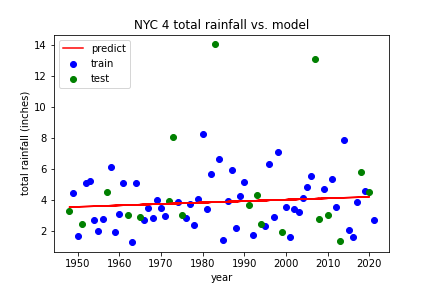 NYC 4 total rainfall vs. model
predict
train
test
14
12
10
8
6
4
2
total rainfall (inches)
1950 1960 1970 1980 1990 2000 2010 2020
year